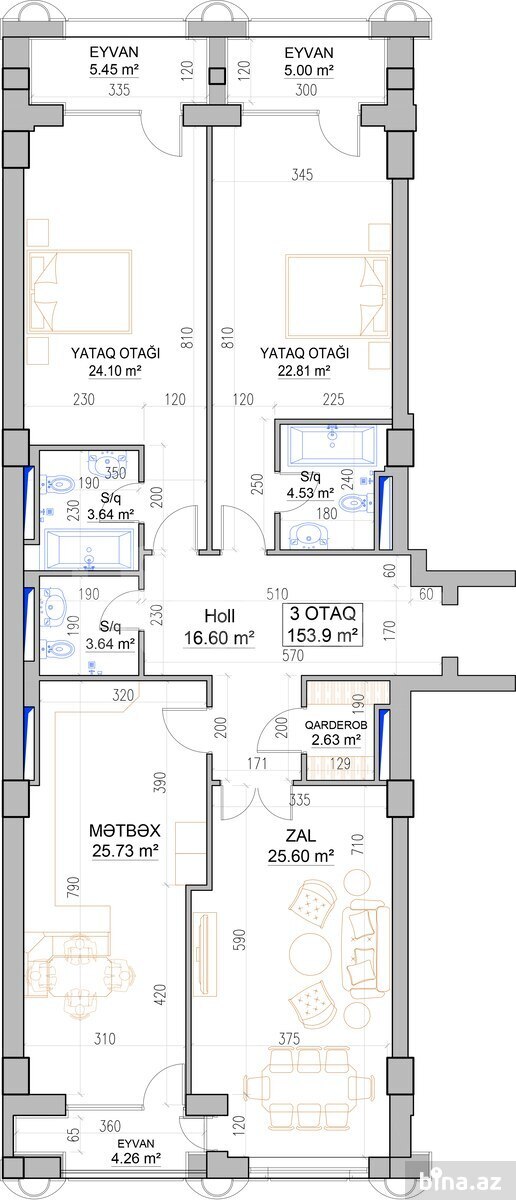 EYVAN
5.45 m²
335
120
EYVAN
5.00 m²
300
120
345
YATAQ OTAĞI
24.10 m²
810
YATAQ OTAĞI
22.81 m²
810
230
120
120
225
350
190
S/q
3.64 m²
230
200
250
S/q
4.53 m²
240
180
190
190
S/q
3.64 m²
230
Holl
16.60 m²
510
3 OTAQ
153.9 m²
570
60
60
170
320
200
171
200
QARDEROB
2.63 m²
190
129
390
335
MƏTBƏX
25.73 m²
ZAL
25.60 m²
710
790
590
420
310
375
360
65
EYVAN
4.26 m²
120
bina.az